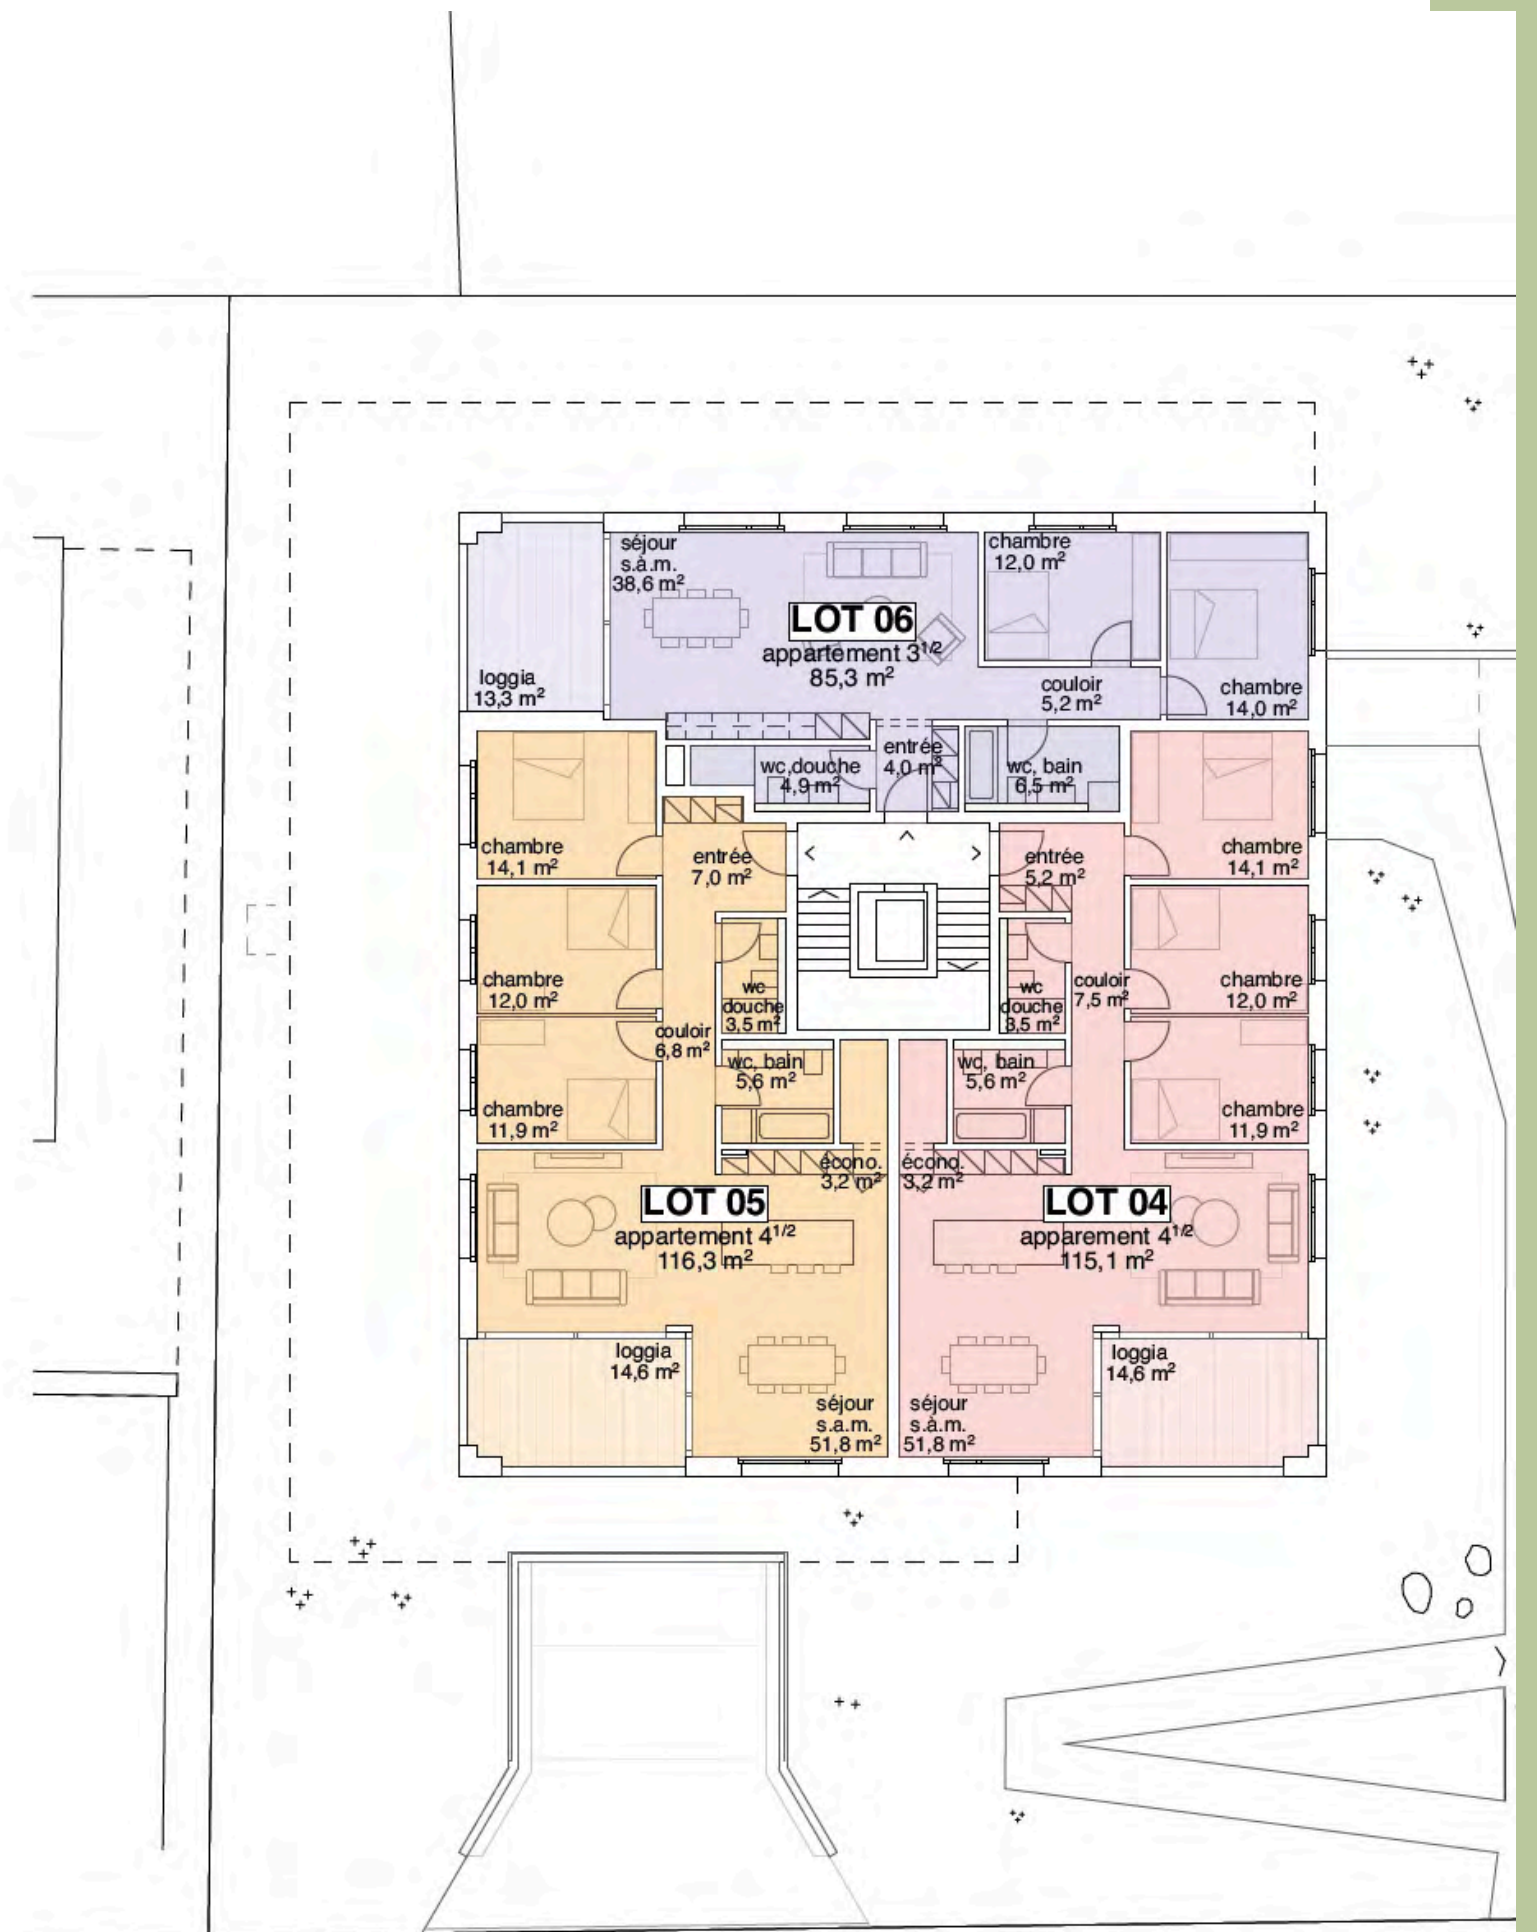 séjour
s.à.m.
38,6 m²
chambre
12,0 m²
LOT 06
appartement 3 1/2
85,3 m²
loggia
13,3 m²
couloir
5,2 m²
chambre
14,0 m²
wc,douche
4,9 m²
entrée
4,0 m²
wc, bain
6,5 m²
chambre
14,1 m²
entrée
7,0 m²
entrée
5,2 m²
chambre
14,1 m²
chambre
12,0 m²
wc
douche
3,5 m²
wc
douche
3,5 m²
couloir
7,5 m²
chambre
12,0 m²
couloir
6,8 m²
wc, bain
5,6 m²
wc, bain
5,6 m²
chambre
11,9 m²
chambre
11,9 m²
écono.
3,2 m²
écono.
3,2 m²
LOT 05
appartement 4 1/2
116,3 m²
LOT 04
apparement 4 1/2
115,1 m²
loggia
14,6 m²
loggia
14,6 m²
séjour
s.a.m.
51,8 m²
séjour
s.à.m.
51,8 m²